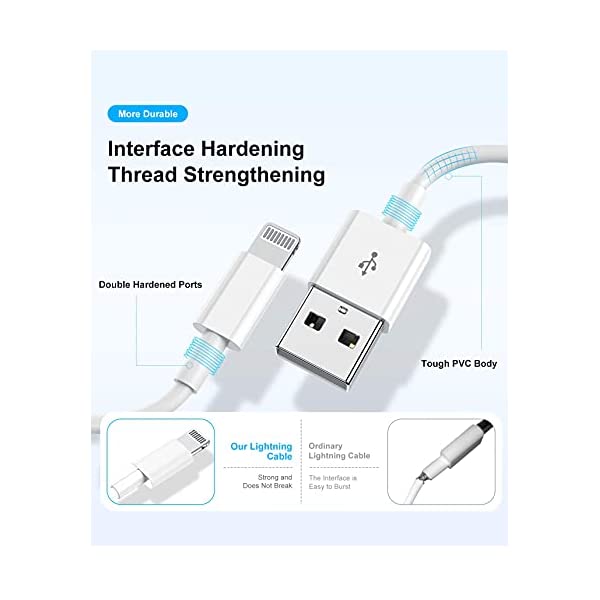 More Durable
Interface Hardening
Thread Strengthening
Double Hardened Ports
Tough PVC Body
Our Lightning
Cable
Strong and
Does Not Break
Ordinary
Lightning Cable
The Interface is
Easy to Burst